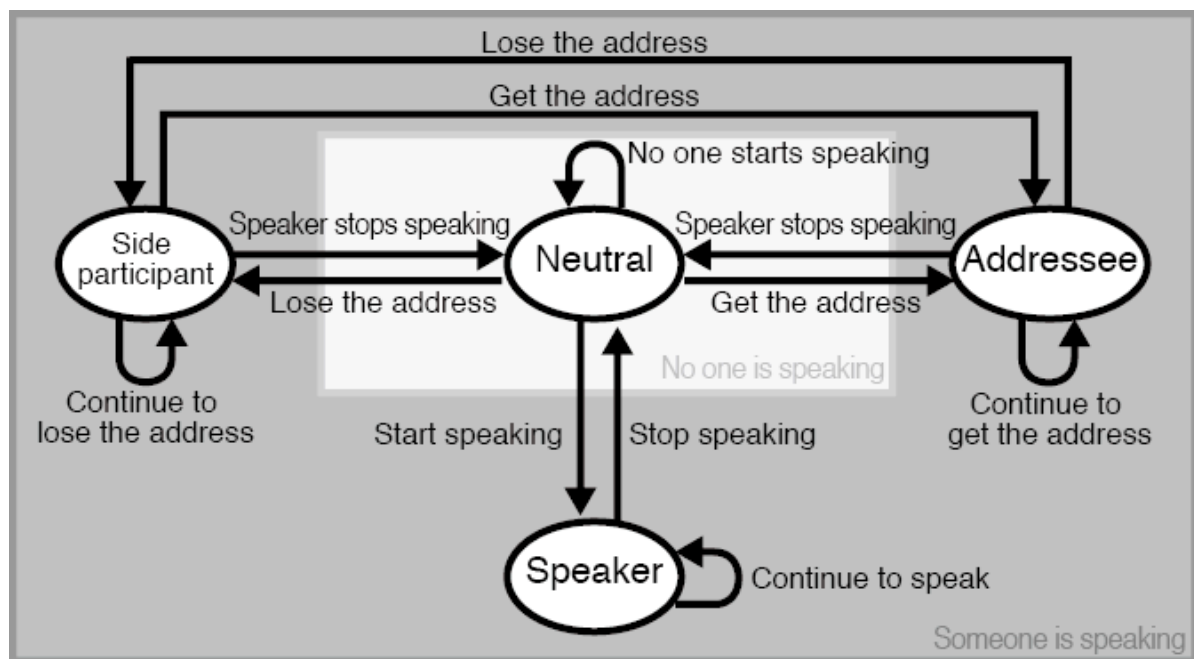 Lose the address
Get the address
No one starts speaking
Speaker stops speaking
Speaker stops speaking
Side
participant
Neutral
Addressee
Lose the address
Get the address
No one is speaking
Continue to
lose the address
Continue to
get the address
Start speaking
Stop speaking
Speaker
Continue to speak
Someone is speaking